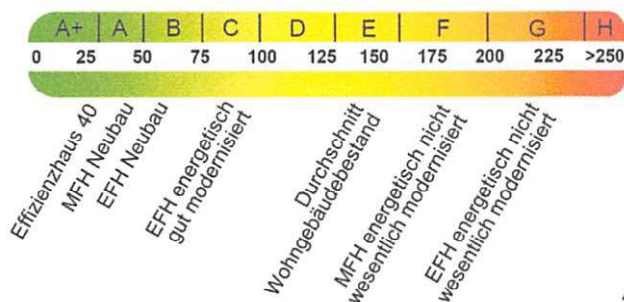 A+ A B C D E F G H
0 25 50 75 100 125 150 175 200 225 >250
Effizienzhaus 40
MFH Neubau
EFH Neubau
EFH energetisch
gut modernisiert
Durchschnitt
Wohngebäudebestand
MFH energetisch nicht
wesentlich modernisiert
EFH energetisch nicht
wesentlich modernisiert